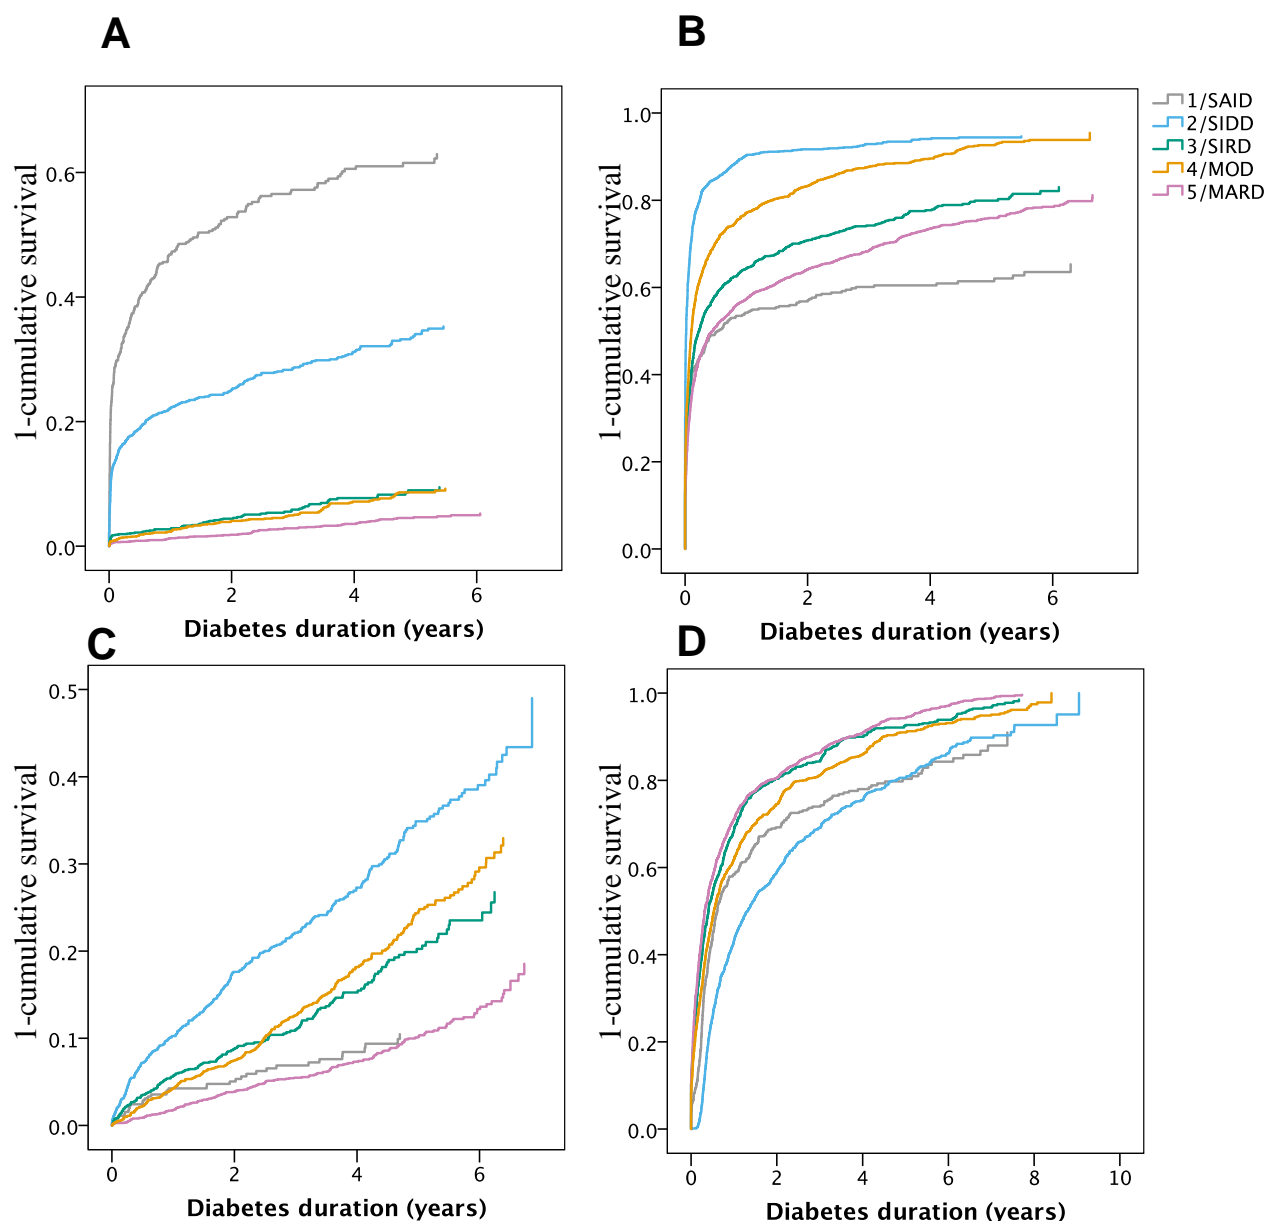 A
1-cumulative survival
0.6
0.4
0.2
0.0
0 2 4 6
Diabetes duration (years)
B
1-cumulative survival
1.0
0.8
0.6
0.4
0.2
0.0
0 2 4 6
Diabetes duration (years)
1/SAID
2/SIDD
3/SIRD
4/MOD
5/MARD
C
1-cumulative survival
0.5
0.4
0.3
0.2
0.1
0.0
0 2 4 6
Diabetes duration (years)
D
1-cumulative survival
1.0
0.8
0.6
0.4
0.2
0.0
0 2 4 6 8 10
Diabetes duration (years)